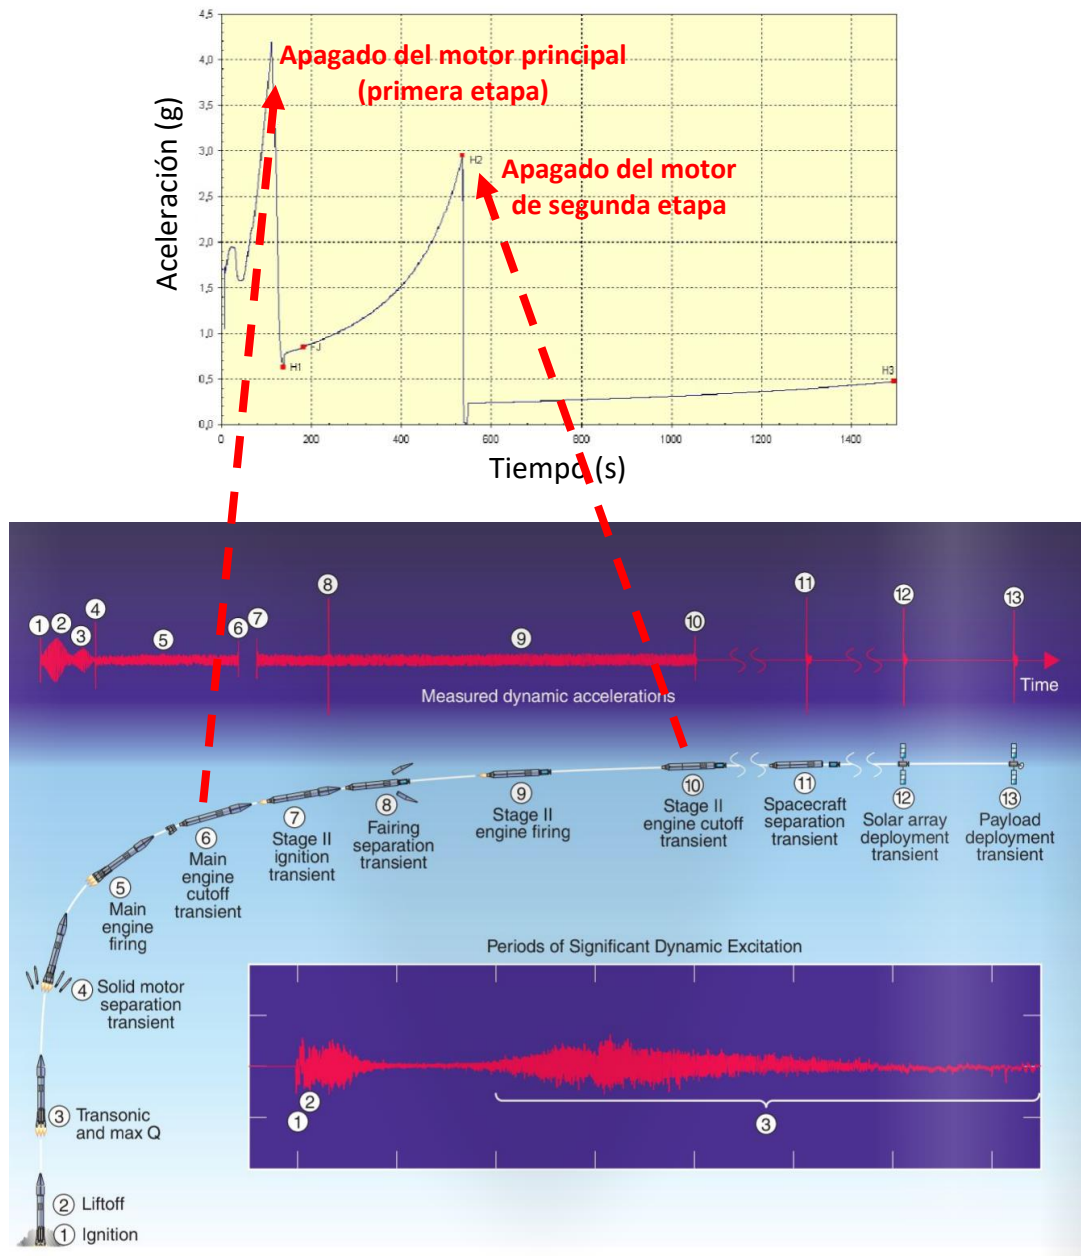 4,5
4,0
3,5
3,0
2,5
2,0
1,5
1,0
0,5
0,0
Aceleración (g)
Apagado del motor principal
(primera etapa)
H2
Apagado del motor
de segunda etapa
FJ
H1
H3
0
200
400
600
800
1000
1200
1400
Tiempo (s)
1
2
3
4
5
6
7
8
9
10
11
12
13
Time
Measured dynamic accelerations
6
Main
engine
cutoff
transient
7
Stage II
ignition
transient
8
Fairing
separation
transient
9
Stage II
engine firing
10
Stage II
engine cutoff
transient
11
Spacecraft
separation
transient
12
Solar array
deployment
transient
13
Payload
deployment
transient
5
Main
engine
firing
4 Solid motor
separation
transient
3 Transonic
and max Q
2 Liftoff
1 Ignition
Periods of Significant Dynamic Excitation
2
1
3